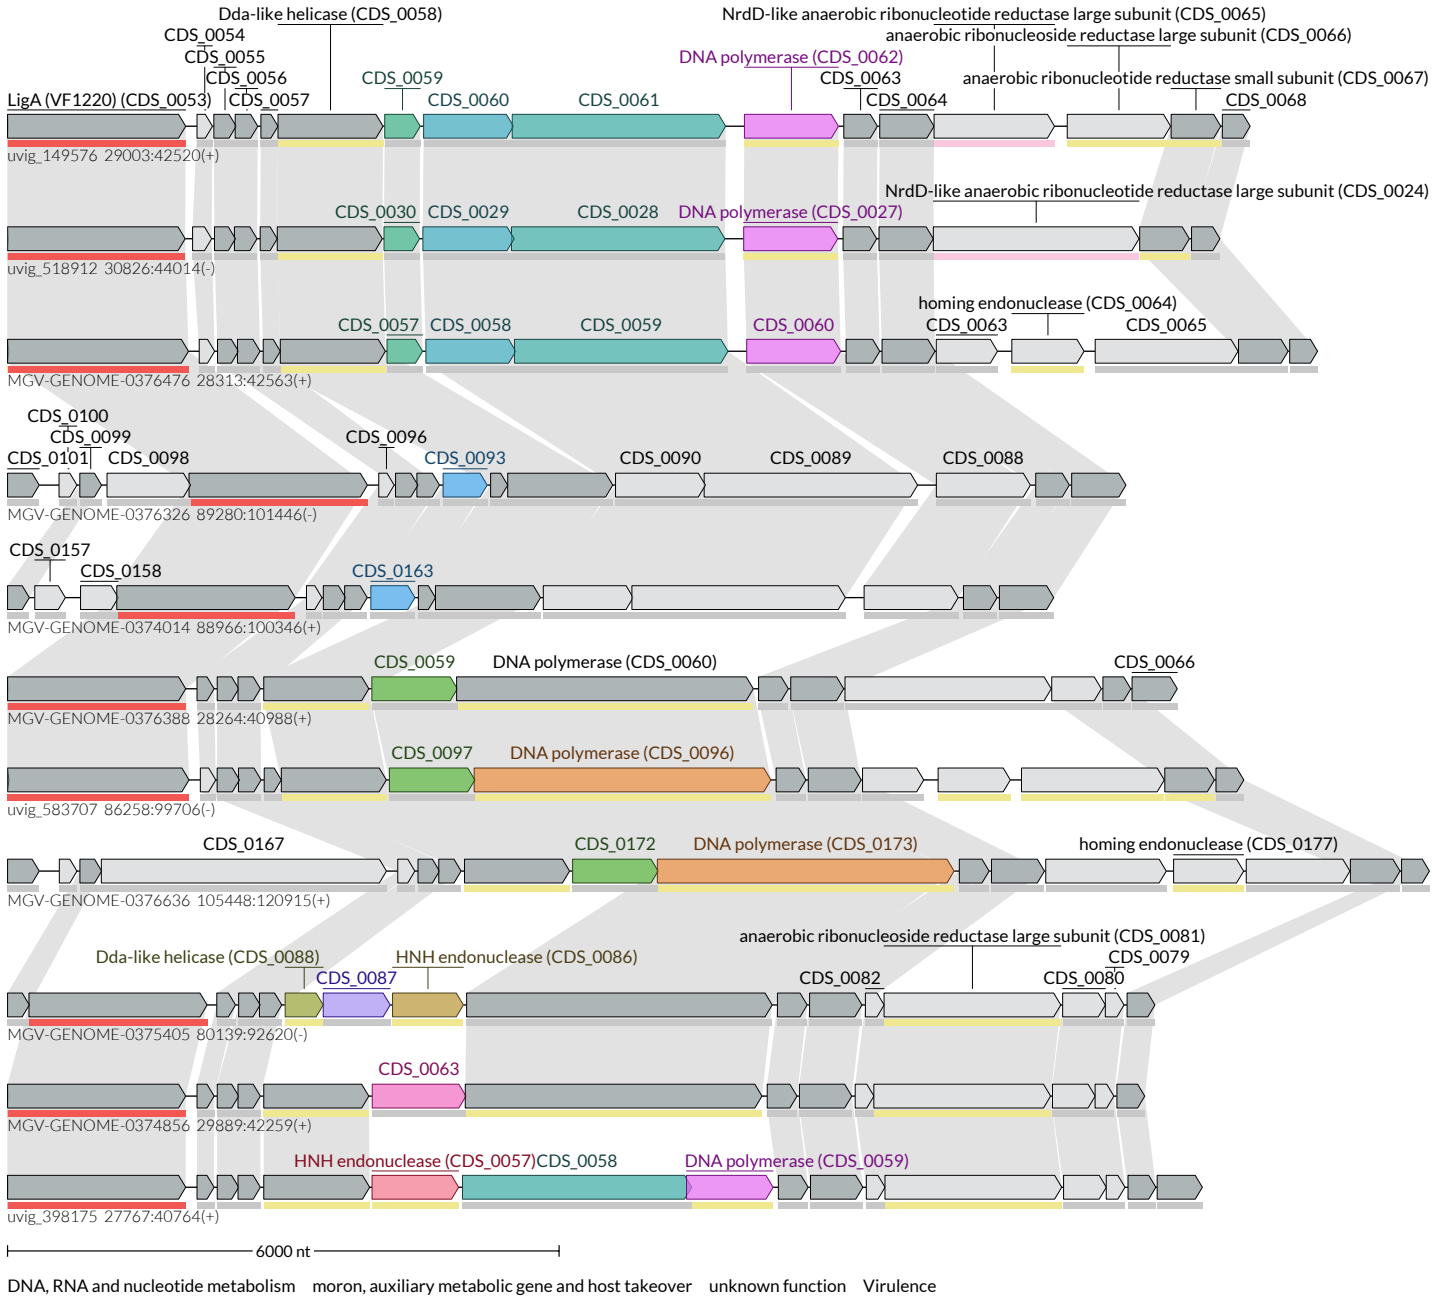 Dda-like helicase (CDS_0058)
NrdD-like anaerobic ribonucleotide reductase large subunit (CDS_0065)
CDS_0054
anaerobic ribonucleoside reductase large subunit (CDS_0066)
CDS_0055
DNA polymerase (CDS_0062)
CDS_0056
CDS_0059
CDS_0063
anaerobic ribonucleotide reductase small subunit (CDS_0067)
LigA (VF1220) (CDS_0053)
CDS_0057
CDS_0060
CDS_0061
CDS_0064
CDS_0068
uvig_149576 29003:42520(+)
NrdD-like anaerobic ribonucleotide reductase large subunit (CDS_0024)
CDS_0030
CDS_0029
CDS_0028
DNA polymerase (CDS_0027)
uvig_518912 30826:44014(-)
homing endonuclease (CDS_0064)
CDS_0057
CDS_0058
CDS_0059
CDS_0060
CDS_0063
CDS_0065
MGV-GENOME-0376476 28313:42563(+)
CDS_0100
CDS_0099
CDS_0096
CDS_0101
CDS_0098
CDS_0093
CDS_0090
CDS_0089
CDS_0088
MGV-GENOME-0376326 89280:101446(-)
CDS_0157
CDS_0158
CDS_0163
MGV-GENOME-0374014 88966:100346(+)
CDS_0059
DNA polymerase (CDS_0060)
CDS_0066
MGV-GENOME-0376388 28264:40988(+)
CDS_0097
DNA polymerase (CDS_0096)
uvig_583707 86258:99706(-)
CDS_0167
CDS_0172
DNA polymerase (CDS_0173)
homing endonuclease (CDS_0177)
MGV-GENOME-0376636 105448:120915(+)
anaerobic ribonucleoside reductase large subunit (CDS_0081)
Dda-like helicase (CDS_0088)
HNH endonuclease (CDS_0086)
CDS_0079
CDS_0087
CDS_0082
CDS_0080
MGV-GENOME-0375405 80139:92620(-)
CDS_0063
MGV-GENOME-0374856 29889:42259(+)
HNH endonuclease (CDS_0057)
CDS_0058
DNA polymerase (CDS_0059)
uvig_398175 27767:40764(+)
6000 nt
DNA, RNA and nucleotide metabolism moron, auxiliary metabolic gene and host takeover unknown function Virulence